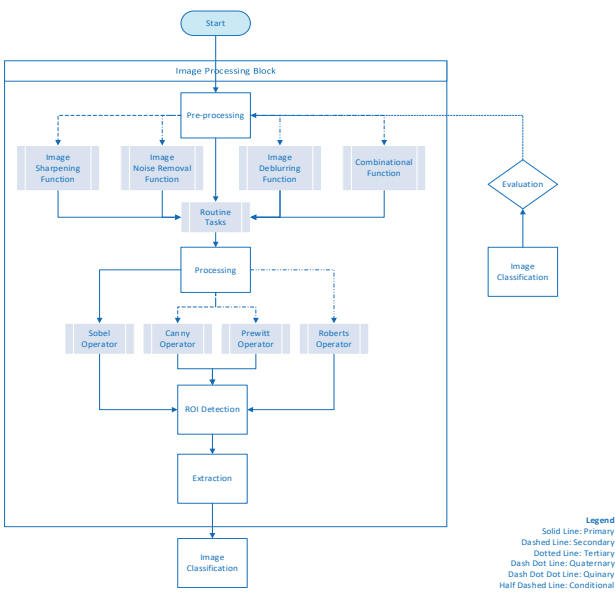 Start
Image Processing Block
Pre-processing
Image
Sharpening
Function
Image
Noise Removal
Function
Image
Deblurring
Function
Combinational
Function
Evaluation
Routine
Tasks
Image
Classification
Processing
Sobel
Operator
Canny
Operator
Prewitt
Operator
Roberts
Operator
ROI Detection
Extraction
Image
Classification
Legend
Solid Line: Primary
Dashed Line: Secondary
Dotted Line: Tertiary
Dash Dot Line: Quaternary
Dash Dot Dot Line: Quinary
Half Dashed Line: Conditional